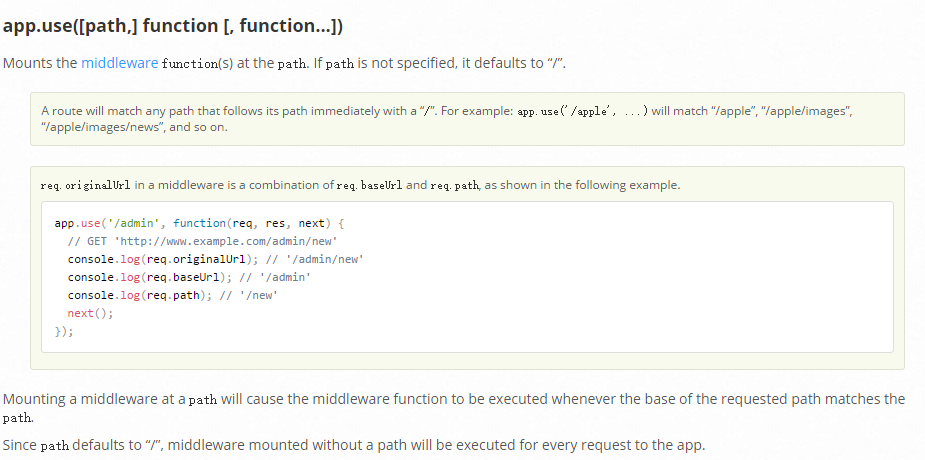 app.use([path,] function [, function...])
Mounts the middleware function(s) at the path. If path is not specified, it defaults to “/”.
A route will match any path that follows its path immediately with a “/”. For example: app.use('/apple', ...) will match “/apple”, “/apple/images”,
“/apple/images/news”, and so on.
req.originalUrl in a middleware is a combination of req.baseUrl and req.path, as shown in the following example.
app.use('/admin', function(req, res, next) {
  // GET 'http://www.example.com/admin/new'
  console.log(req.originalUrl); // '/admin/new'
  console.log(req.baseUrl); // '/admin'
  console.log(req.path); // '/new'
  next();
});
Mounting a middleware at a path will cause the middleware function to be executed whenever the base of the requested path matches the
path.
Since path defaults to “/”, middleware mounted without a path will be executed for every request to the app.